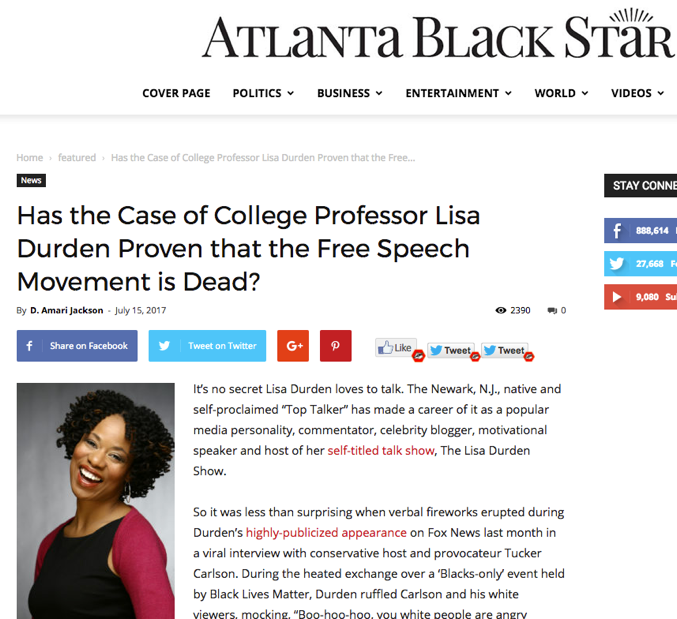 ATLANTA BLACK STAR
COVER PAGE POLITICS BUSINESS ENTERTAINMENT WORLD VIDEOS
Home › featured › Has the Case of College Professor Lisa Durden Proven that the Free...
News
STAY CONNE
Has the Case of College Professor Lisa
Durden Proven that the Free Speech
Movement is Dead?
888,614
27,668 Fo
9,080 Su
By D. Amari Jackson - July 15, 2017 2390 0
Share on Facebook Tweet on Twitter G+ Like Tweet Tweet
It's no secret Lisa Durden loves to talk. The Newark, N.J., native and
self-proclaimed "Top Talker" has made a career of it as a popular
media personality, commentator, celebrity blogger, motivational
speaker and host of her self-titled talk show, The Lisa Durden
Show.
So it was less than surprising when verbal fireworks erupted during
Durden's highly-publicized appearance on Fox News last month in
a viral interview with conservative host and provocateur Tucker
Carlson. During the heated exchange over a 'Blacks-only' event held
by Black Lives Matter, Durden ruffled Carlson and his white
viewers, mocking, "Boo-hoo-hoo, you white people are angry